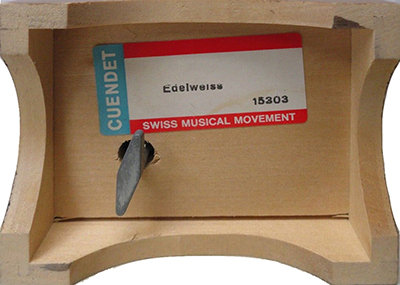 CUENDET
Edelweiss
15303
SWISS MUSICAL MOVEMENT